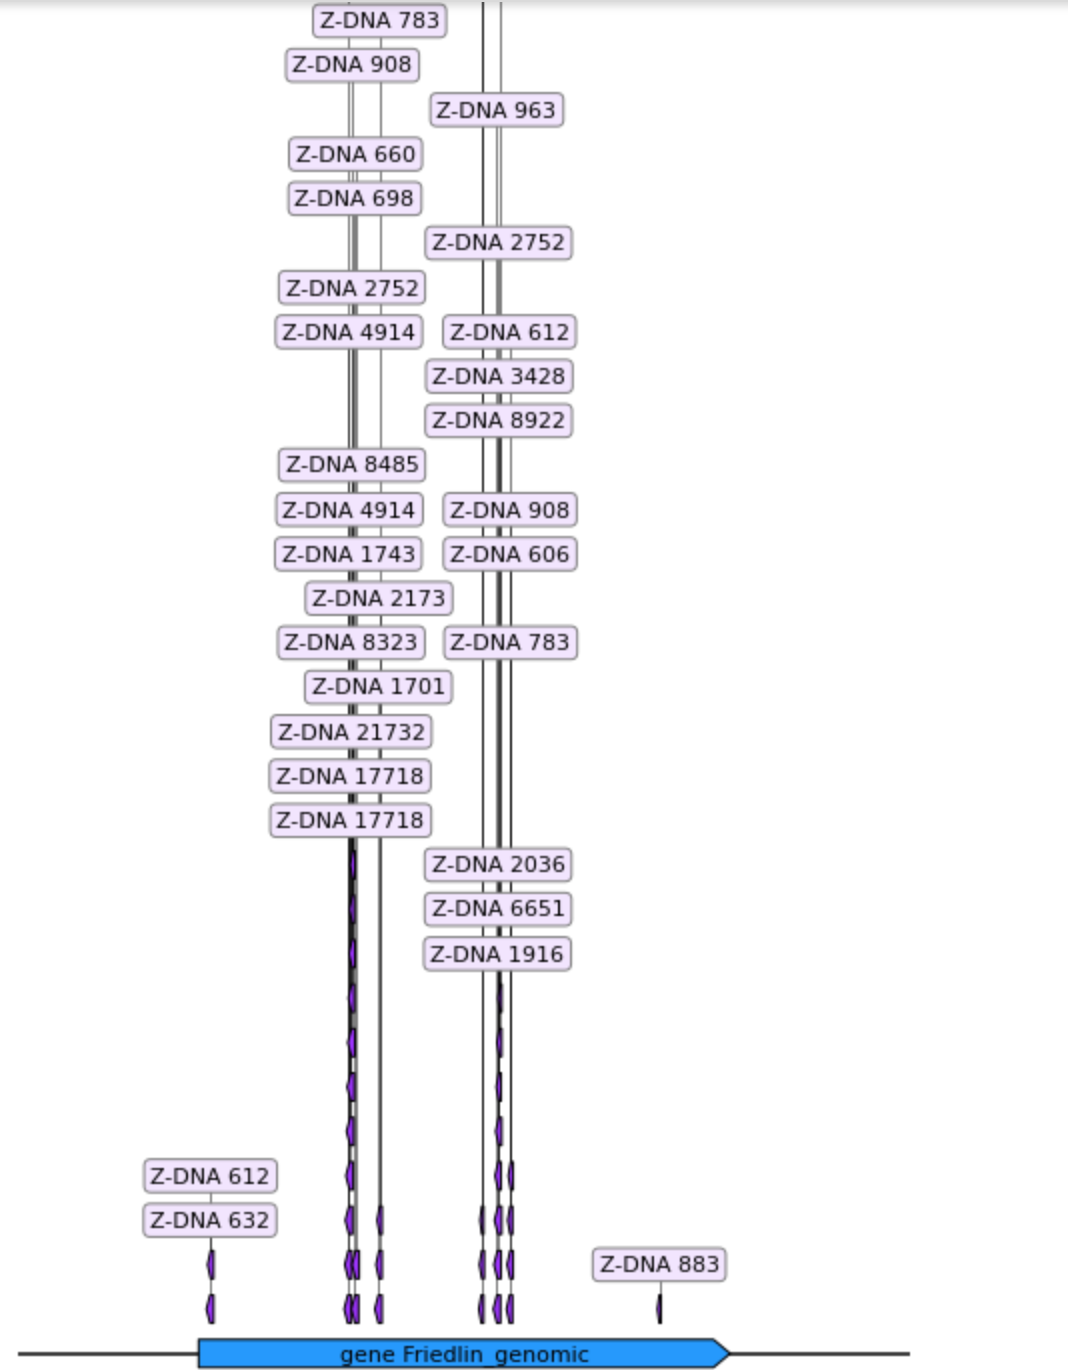 Z-DNA 783
Z-DNA 908
Z-DNA 963
Z-DNA 660
Z-DNA 698
Z-DNA 2752
Z-DNA 2752
Z-DNA 4914
Z-DNA 612
Z-DNA 3428
Z-DNA 8922
Z-DNA 8485
Z-DNA 4914
Z-DNA 908
Z-DNA 1743
Z-DNA 606
Z-DNA 2173
Z-DNA 8323
Z-DNA 783
Z-DNA 1701
Z-DNA 21732
Z-DNA 17718
Z-DNA 17718
Z-DNA 2036
Z-DNA 6651
Z-DNA 1916
Z-DNA 612
Z-DNA 632
Z-DNA 883
gene Friedlin_genomic